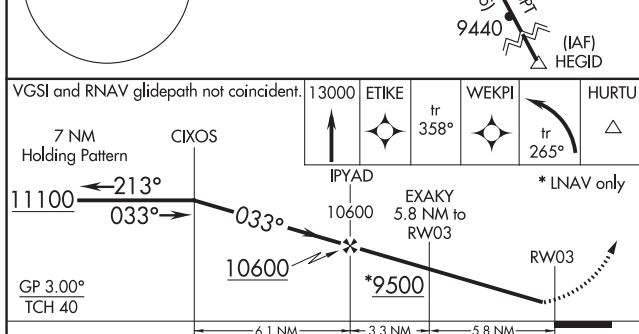 9440
(IAF)
HEGID
VGSI and RNAV glidepath not coincident.
13000
ETIKE
tr
358°
WEKPI
tr
265°
HURTU
7 NM
Holding Pattern
CIXOS
IPYAD
* LNAV only
11100
213°
033°
033°
10600
EXAKY
5.8 NM to
RW03
10600
*9500
RW03
GP 3.00°
TCH 40
6.1 NM
3.3 NM
5.8 NM